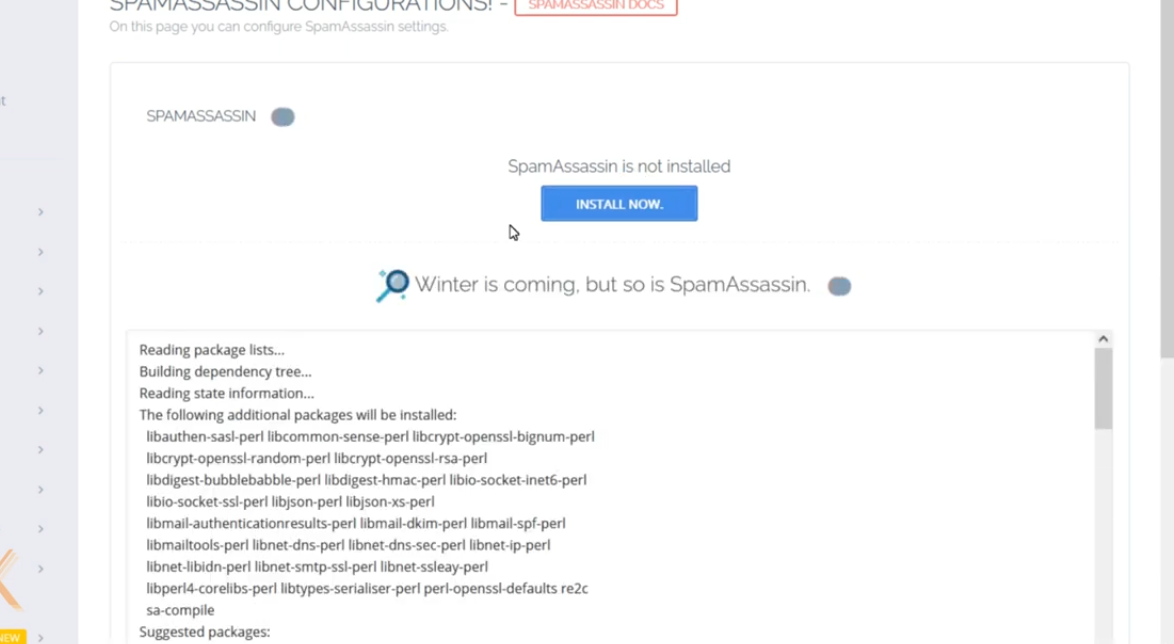 SPAMASSASSIN CONFIGURATIONS! - SPAMASSASSIN DOCS
On this page you can configure SpamAssassin settings.
SPAMASSASSIN
SpamAssassin is not installed
INSTALL NOW.
Winter is coming, but so is SpamAssassin.
Reading package lists...
Building dependency tree...
Reading state information...
The following additional packages will be installed:
libauthen-sasl-perl libcommon-sense-perl libcrypt-openssl-bignum-perl
libcrypt-openssl-random-perl libcrypt-openssl-rsa-perl
libdigest-bubblebabble-perl libdigest-hmac-perl libio-socket-inet6-perl
libio-socket-ssl-perl libjson-perl libjson-xs-perl
libmail-authenticationresults-perl libmail-dkim-perl libmail-spf-perl
libmailtools-perl libnet-dns-perl libnet-dns-sec-perl libnet-ip-perl
libnet-libidn-perl libnet-smtp-ssl-perl libnet-ssleay-perl
libperl4-corelibs-perl libtypes-serialiser-perl perl-openssl-defaults re2c
sa-compile
Suggested packages:
NEW